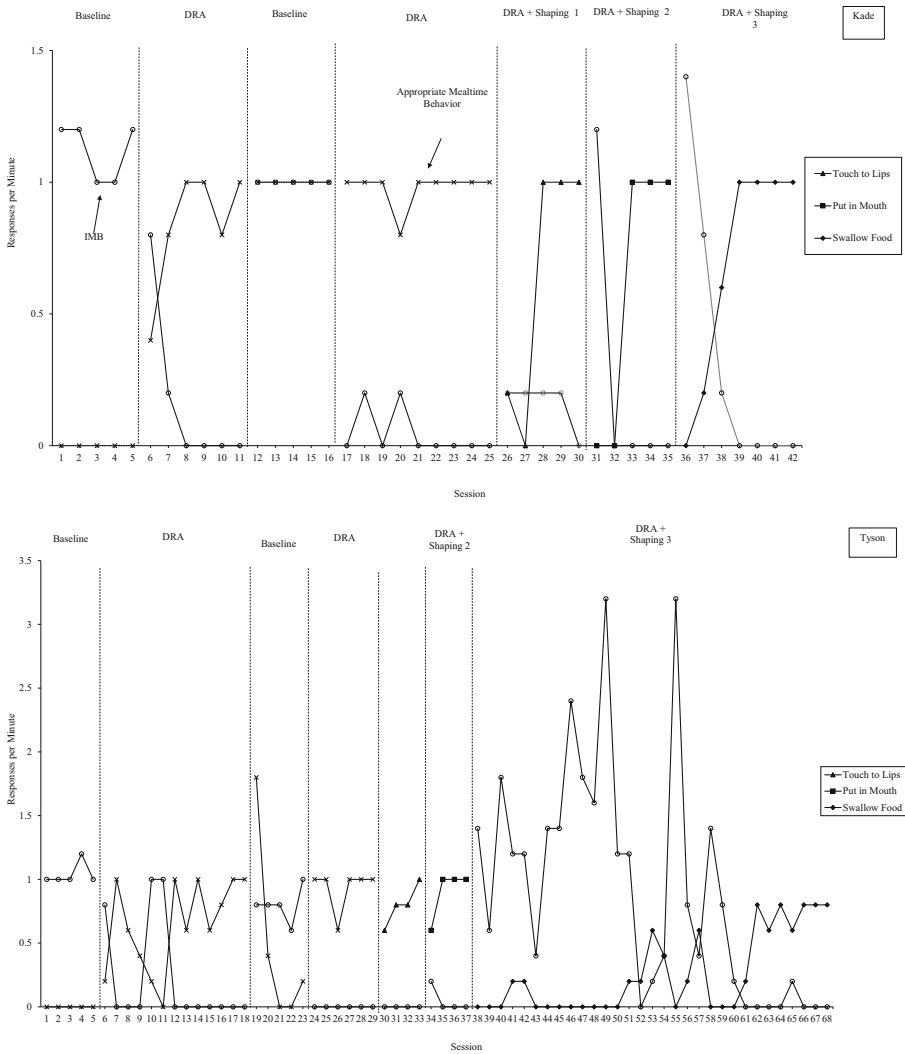 Baseline
DRA
Baseline
DRA
DRA + Shaping 1
DRA + Shaping 2
DRA + Shaping
3
Kade
1.5
1
0.5
0
Responses per Minute
IMB
Appropriate Mealtime
Behavior
Touch to Lips
Put in Mouth
Swallow Food
1 2 3 4 5 6 7 8 9 10 11 12 13 14 15 16 17 18 19 20 21 22 23 24 25 26 27 28 29 30 31 32 33 34 35 36 37 38 39 40 41 42
Session
Baseline
DRA
Baseline
DRA
DRA +
Shaping 2
DRA +
Shaping 3
Tyson
3.5
3
2.5
2
1.5
1
0.5
0
Responses per Minute
Touch to Lips
Put in Mouth
Swallow Food
1 2 3 4 5 6 7 8 9 10 11 12 13 14 15 16 17 18 19 20 21 22 23 24 25 26 27 28 29 30 31 32 33 34 35 36 37 38 39 40 41 42 43 44 45 46 47 48 49 50 51 52 53 54 55 56 57 58 59 60 61 62 63 64 65 66 67 68
Session